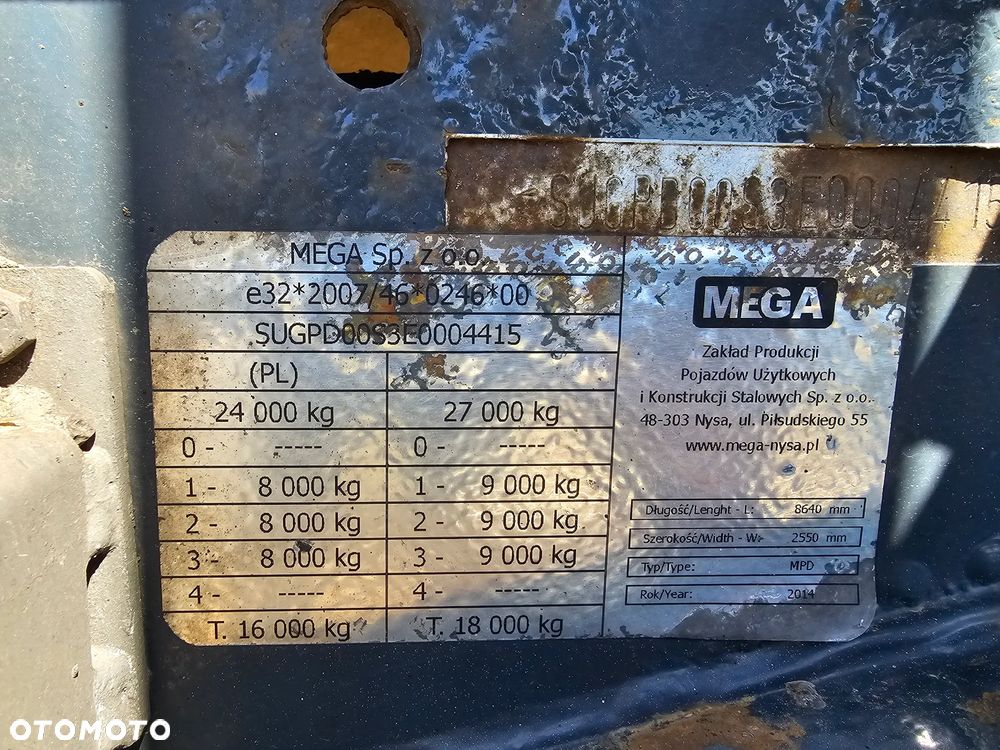 SUGPD00S3E0004415
MEGA Sp. z o.o.
e32*2007/46*0246*00
SUGPD00S3E0004415
(PL)
24 000 kg 27 000 kg
0 - ----- 0 - -----
1 - 8 000 kg 1 - 9 000 kg
2 - 8 000 kg 2 - 9 000 kg
3 - 8 000 kg 3 - 9 000 kg
4 - ----- 4 - -----
T. 16 000 kg T. 18 000 kg
MEGA
Zakład Produkcji
Pojazdów Użytkowych
i Konstrukcji Stalowych Sp. z o.o.
48-303 Nysa, ul. Piłsudskiego 55
www.mega-nysa.pl
Długość/Lenght - L: 8640 mm
Szerokość/Width - W: 2550 mm
Typ/Type: MPD
Rok/Year: 2014
OTOMOTO